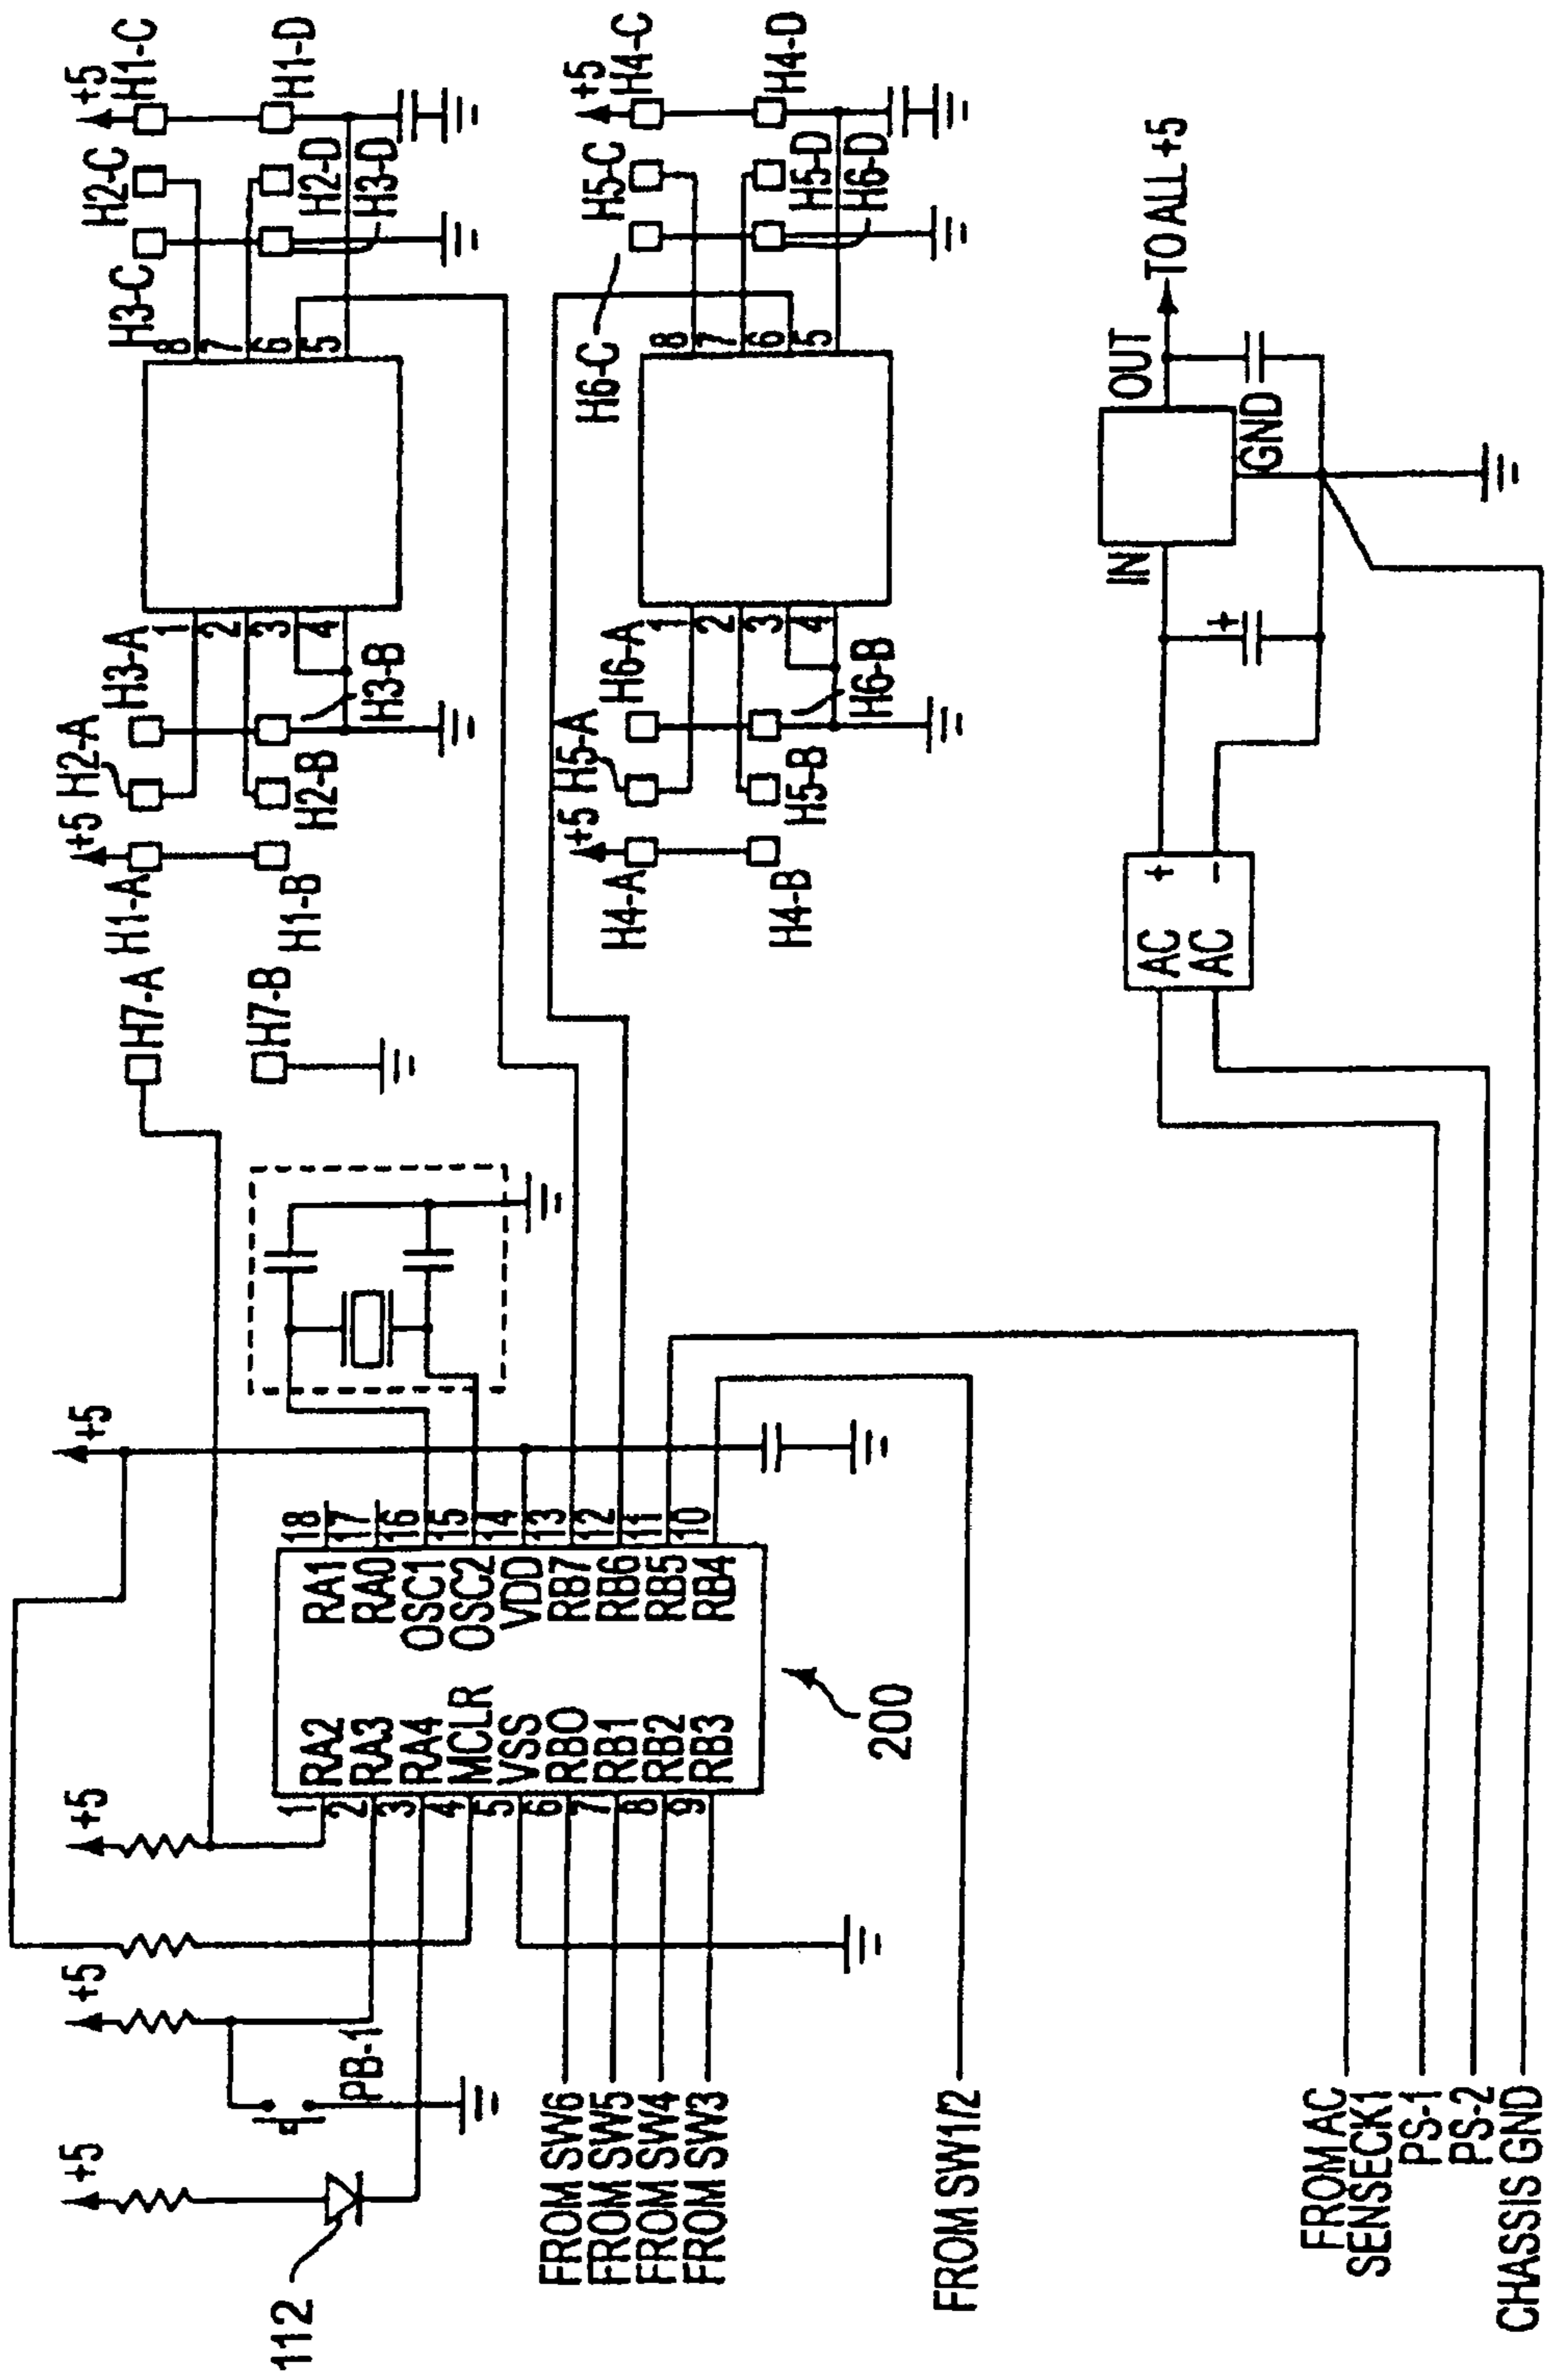 +5
H1-C
H1-D
H2-C
H2-D
H3-C
H3-D
8
7
6
5
1
2
3
4
H3-A
H3-B
H2-A
H2-B
+5
H1-A
H1-B
H7-A
H7-B
+5
H4-C
H4-D
H5-C
H5-D
H6-D
H6-C
8
7
6
5
1
2
3
4
H6-A
H6-B
H5-A
H5-B
+5
H4-A
H4-B
TO ALL +5
OUT
GND
IN
+
+
-
AC
AC
+5
18
17
16
15
14
13
12
11
10
RA1
RA0
OSC1
OSC2
VDD
RB7
RB6
RB5
RB4
RA2
RA3
RA4
MCLR
VSS
RBO
RB1
RB2
RB3
1
2
3
4
5
6
7
8
9
200
+5
+5
PB-1
+5
112
FROM SW6
FROM SW5
FROM SW4
FROM SW3
FROM SW1/2
FROM AC
SENSECK1
PS-1
PS-2
CHASSIS GND